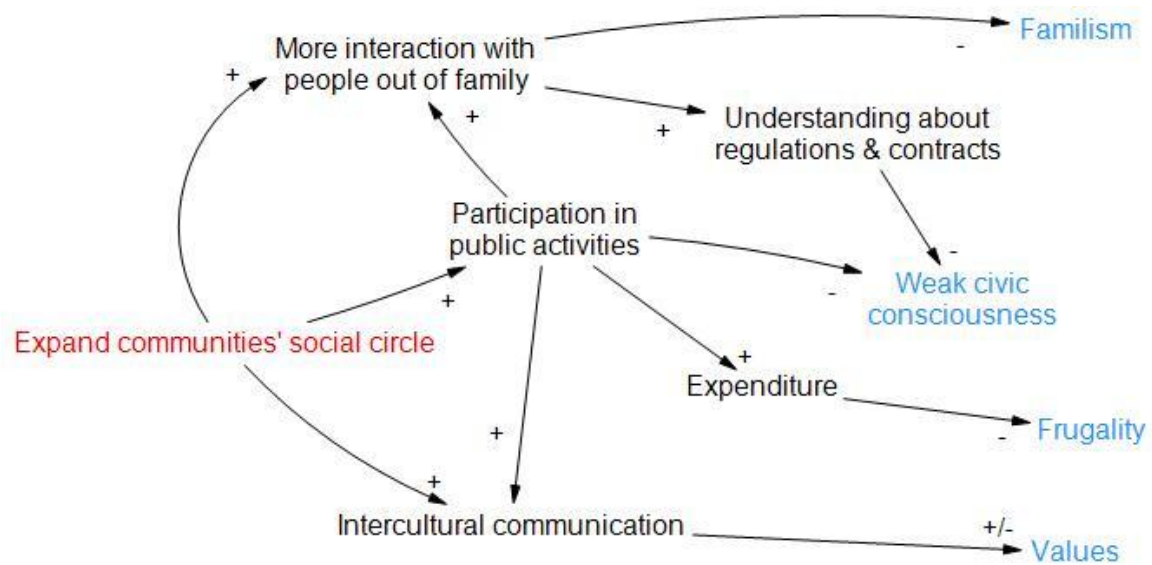 Familism
-
More interaction with
people out of family
+
+
+
Understanding about
regulations & contracts
Participation in
public activities
-
-
+
Weak civic
consciousness
Expand communities' social circle
+
Expenditure
-
Frugality
+
+
Intercultural communication
+/-
Values